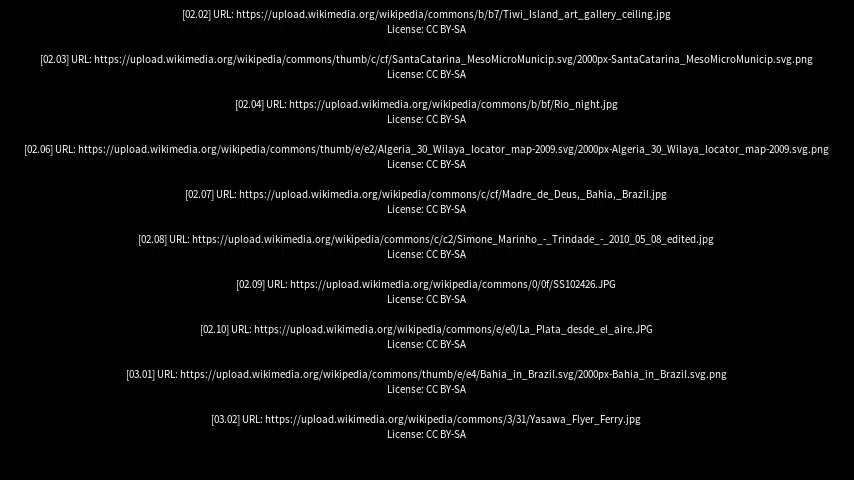 [02.02] URL: https://upload.wikimedia.org/wikipedia/commons/b/b7/Tiwi_Island_art_gallery_ceiling.jpg
License: CC BY-SA
[02.03] URL: https://upload.wikimedia.org/wikipedia/commons/thumb/c/cf/SantaCatarina_MesoMicroMunicip.svg/2000px-SantaCatarina_MesoMicroMunicip.svg.png
License: CC BY-SA
[02.04] URL: https://upload.wikimedia.org/wikipedia/commons/b/bf/Rio_night.jpg
License: CC BY-SA
[02.06] URL: https://upload.wikimedia.org/wikipedia/commons/thumb/e/e2/Algeria_30_Wilaya_locator_map-2009.svg/2000px-Algeria_30_Wilaya_locator_map-2009.svg.png
License: CC BY-SA
[02.07] URL: https://upload.wikimedia.org/wikipedia/commons/c/cf/Madre_de_Deus,_Bahia,_Brazil.jpg
License: CC BY-SA
[02.08] URL: https://upload.wikimedia.org/wikipedia/commons/c/c2/Simone_Marinho_-_Trindade_-_2010_05_08_edited.jpg
License: CC BY-SA
[02.09] URL: https://upload.wikimedia.org/wikipedia/commons/0/0f/SS102426.JPG
License: CC BY-SA
[02.10] URL: https://upload.wikimedia.org/wikipedia/commons/e/e0/La_Plata_desde_el_aire.JPG
License: CC BY-SA
[03.01] URL: https://upload.wikimedia.org/wikipedia/commons/thumb/e/e4/Bahia_in_Brazil.svg/2000px-Bahia_in_Brazil.svg.png
License: CC BY-SA
[03.02] URL: https://upload.wikimedia.org/wikipedia/commons/3/31/Yasawa_Flyer_Ferry.jpg
License: CC BY-SA